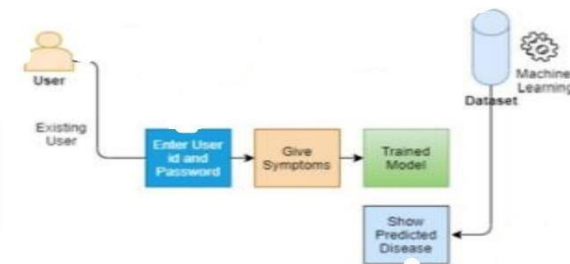 User
Existing
User
Enter User
id and
Password
Give
Symptoms
Trained
Model
Dataset
Machine
Learning
Show
Predicted
Disease